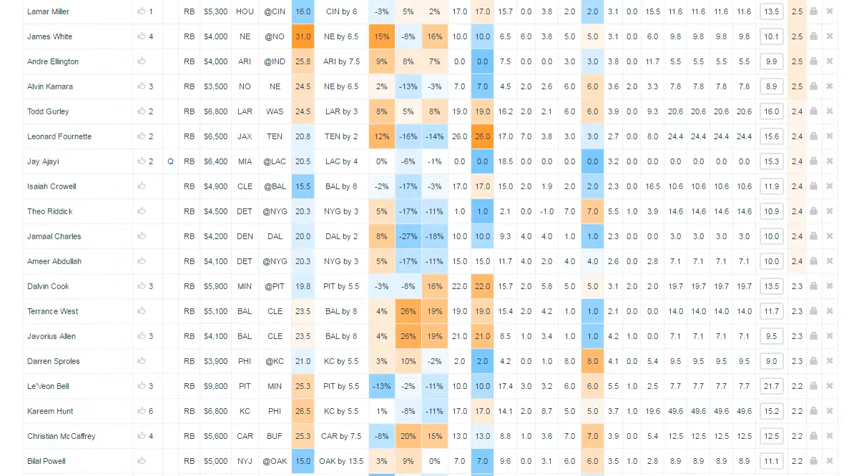 Lamar Miller 1 RB $5,300 HOU @CIN 16.0 CIN by 6 -3% 5% 2% 17.0 17.0 15.7 0.0 3.8 2.0 2.0 3.1 0.0 15.5 11.6 11.6 11.6 11.6 13.5 2.5
James White 4 RB $4,000 NE @NO 31.0 NE by 6.5 15% -8% 16% 10.0 10.0 6.5 6.0 3.8 5.0 5.0 4.1 0.0 6.0 9.8 9.8 9.8 9.8 10.1 2.5
Andre Ellington RB $4,000 ARI @IND 25.8 ARI by 7.5 9% 8% 7% 0.0 0.0 7.5 0.0 0.0 3.0 3.0 3.8 0.0 11.7 5.5 5.5 5.5 5.5 9.9 2.5
Alvin Kamara 3 RB $3,500 NO NE 24.5 NE by 6.5 2% -13% -3% 7.0 7.0 4.5 2.0 2.6 6.0 6.0 3.6 2.0 3.3 7.8 7.8 7.8 7.8 8.9 2.5
Todd Gurley 2 RB $6,000 LAR WAS 24.5 LAR by 3 8% 5% 8% 19.0 19.0 16.2 2.0 2.1 6.0 6.0 3.9 0.0 9.3 20.6 20.6 20.6 20.6 16.0 2.4
Leonard Fournette 2 RB $6,500 JAX TEN 20.8 TEN by 2 12% -16% -14% 26.0 26.0 17.0 7.0 3.8 3.0 3.0 2.7 0.0 8.0 24.4 24.4 24.4 24.4 15.6 2.4
Jay Ajayi 2 Q RB $6,400 MIA @LAC 20.5 LAC by 4 0% -6% -1% 0.0 0.0 18.5 0.0 0.0 0.0 0.0 3.2 0.0 0.0 0.0 0.0 0.0 0.0 15.3 2.4
Isaiah Crowell RB $4,900 CLE @BAL 15.5 BAL by 8 -2% -17% -3% 17.0 17.0 15.0 2.0 1.9 2.0 2.0 2.3 0.0 16.5 10.6 10.6 10.6 10.6 11.9 2.4
Theo Riddick RB $4,500 DET @NYG 20.3 NYG by 3 5% -17% -11% 1.0 1.0 2.1 0.0 -1.0 7.0 7.0 5.5 1.0 3.9 14.6 14.6 14.6 14.6 10.9 2.4
Jamaal Charles RB $4,200 DEN DAL 20.0 DAL by 2 8% -27% -18% 10.0 10.0 9.3 4.0 4.0 1.0 1.0 2.3 0.0 0.0 3.0 3.0 3.0 3.0 10.0 2.4
Ameer Abdullah RB $4,100 DET @NYG 20.3 NYG by 3 5% -17% -11% 15.0 15.0 11.7 4.0 2.0 4.0 4.0 2.6 0.0 2.8 7.1 7.1 7.1 7.1 10.0 2.4
Dalvin Cook 3 RB $5,900 MIN @PIT 19.8 PIT by 5.5 -3% -8% 16% 22.0 22.0 15.7 2.0 5.8 5.0 5.0 3.1 2.0 2.0 19.7 19.7 19.7 19.7 13.5 2.3
Terrance West RB $5,100 BAL CLE 23.5 BAL by 8 4% 26% 19% 19.0 19.0 15.4 2.0 4.2 1.0 1.0 2.1 0.0 0.0 14.0 14.0 14.0 14.0 11.7 2.3
Javorius Allen RB $4,100 BAL CLE 23.5 BAL by 8 4% 26% 19% 21.0 21.0 8.5 1.0 3.4 1.0 1.0 4.2 1.0 0.0 7.1 7.1 7.1 7.1 9.5 2.3
Darren Sproles RB $3,900 PHI @KC 21.0 KC by 5.5 3% 10% -2% 2.0 2.0 4.2 0.0 1.0 8.0 8.0 4.1 0.0 5.4 9.5 9.5 9.5 9.5 9.0 2.3
Le'Veon Bell 3 RB $9,800 PIT MIN 25.3 PIT by 5.5 -13% -2% -11% 10.0 10.0 17.4 3.0 3.2 6.0 6.0 5.5 1.0 2.5 7.7 7.7 7.7 7.7 21.7 2.2
Kareem Hunt 6 RB $6,800 KC PHI 26.5 KC by 5.5 1% -8% -11% 17.0 17.0 14.1 2.0 8.7 5.0 5.0 3.7 1.0 19.6 49.6 49.6 49.6 49.6 15.2 2.2
Christian McCaffrey 4 RB $5,600 CAR BUF 25.3 CAR by 7.5 -8% 20% 15% 13.0 13.0 8.8 1.0 3.6 7.0 7.0 3.9 0.0 5.4 12.5 12.5 12.5 12.5 12.5 2.2
Bilal Powell RB $5,000 NYJ @OAK 15.0 OAK by 13.5 3% 9% 0% 7.0 7.0 9.6 0.0 3.1 6.0 6.0 3.5 1.0 2.8 8.9 8.9 8.9 8.9 11.1 2.2